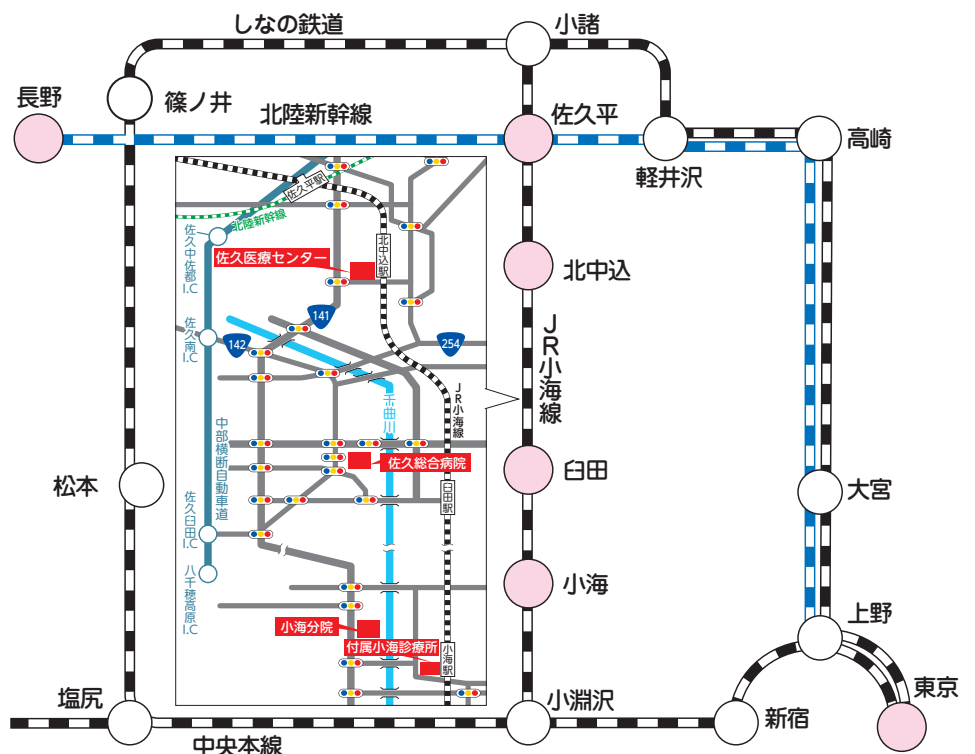 しなの鉄道
小諸
長野
篠ノ井
北陸新幹線
佐久平
軽井沢
高崎
佐久平駅
北陸新幹線
佐久中佐都I.C
佐久医療センター
北中込駅
北中込
141
142
254
佐久南I.C
JR小海線
JR小海線
千曲川
中部横断自動車道
佐久総合病院
臼田駅
臼田
松本
大宮
佐久臼田I.C
八千穂高原I.C
小海
小海分院
付属小海診療所
小海駅
上野
東京
塩尻
中央本線
小淵沢
新宿